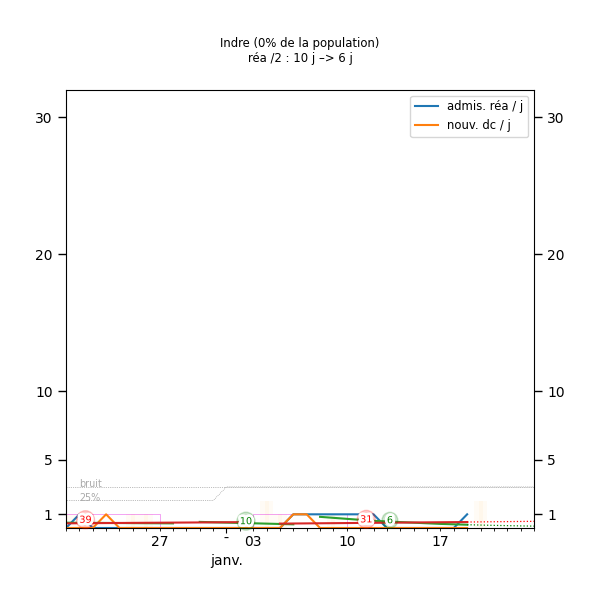 Indre (0% de la population)
réa /2 : 10 j –> 6 j
admis. réa / j
nouv. dc / j
30 30
20 20
10 10
5 5
bruit
25%
1 1
39 10 31 6
27 - 03 10 17
janv.